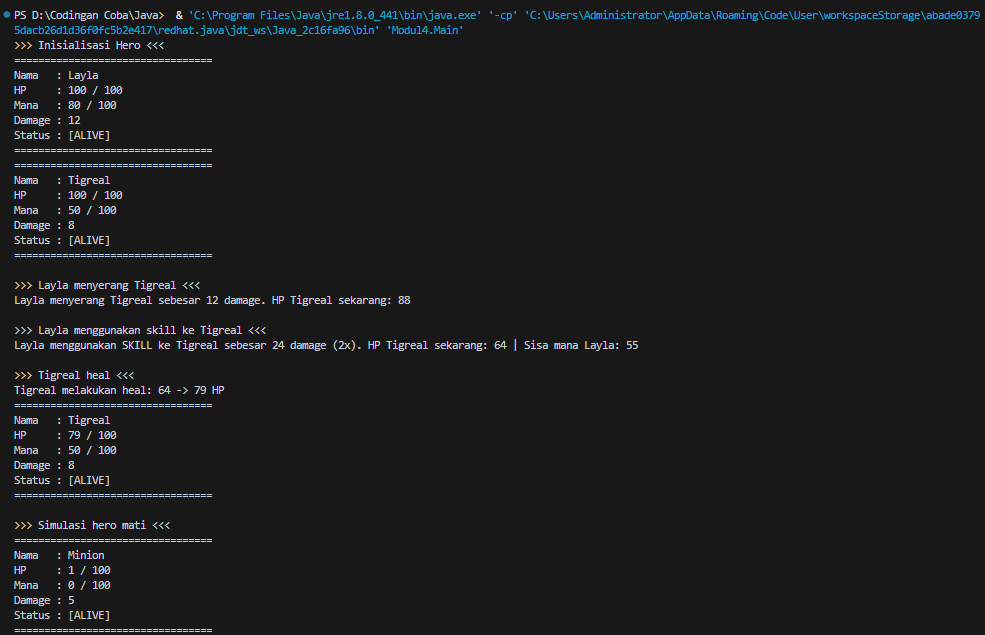 PS D:\Codingan Coba\Java>  & 'C:\Program Files\Java\jre1.8.0_441\bin\java.exe' '-cp' 'C:\Users\Administrator\AppData\Roaming\Code\User\workspaceStorage\abade0379
5dacb26d1d36f0fc5b2e417\redhat.java\jdt_ws\Java_2c16fa96\bin' 'Modul4.Main'
>>> Inisialisasi Hero <<<
=================================
Nama   : Layla
HP     : 100 / 100
Mana   : 80 / 100
Damage : 12
Status : [ALIVE]
=================================
=================================
Nama   : Tigreal
HP     : 100 / 100
Mana   : 50 / 100
Damage : 8
Status : [ALIVE]
=================================
>>> Layla menyerang Tigreal <<<
Layla menyerang Tigreal sebesar 12 damage. HP Tigreal sekarang: 88
>>> Layla menggunakan skill ke Tigreal <<<
Layla menggunakan SKILL ke Tigreal sebesar 24 damage (2x). HP Tigreal sekarang: 64 | Sisa mana Layla: 55
>>> Tigreal heal <<<
Tigreal melakukan heal: 64 -> 79 HP
=================================
Nama   : Tigreal
HP     : 79 / 100
Mana   : 50 / 100
Damage : 8
Status : [ALIVE]
=================================
>>> Simulasi hero mati <<<
=================================
Nama   : Minion
HP     : 1 / 100
Mana   : 0 / 100
Damage : 5
Status : [ALIVE]
=================================